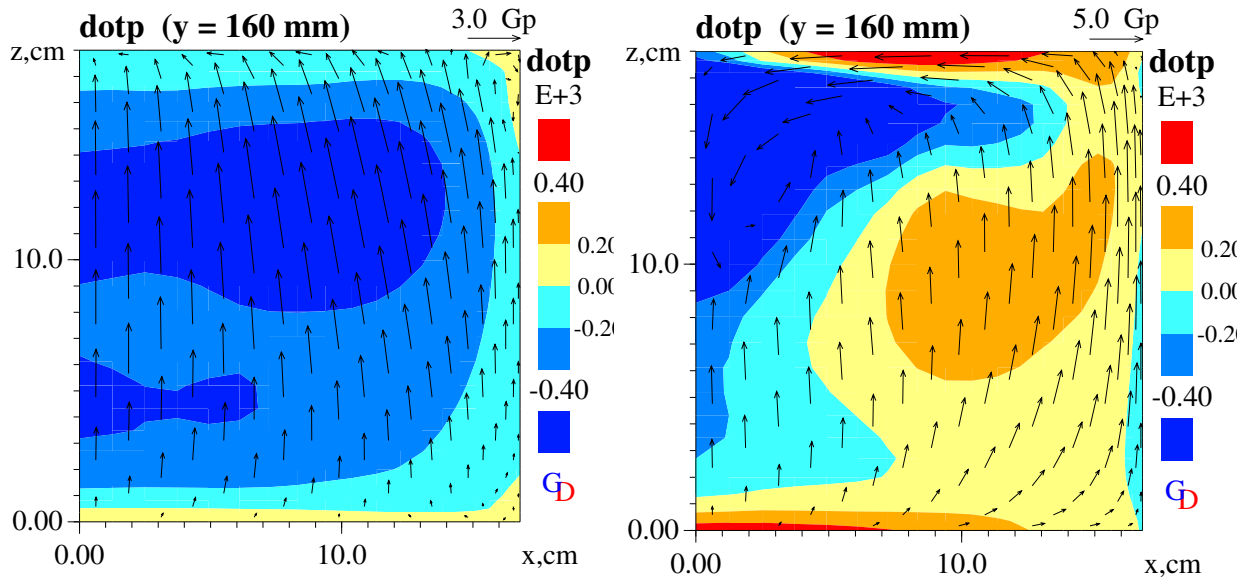 dotp (y = 160 mm)
3.0 Gp
z,cm
dotp
E+3
0.40
0.20
0.00
-0.20
-0.40
GD
10.0
0.00
0.00
10.0
x,cm
dotp (y = 160 mm)
5.0 Gp
z,cm
dotp
E+3
0.40
0.20
0.00
-0.20
-0.40
GD
10.0
0.00
0.00
10.0
x,cm